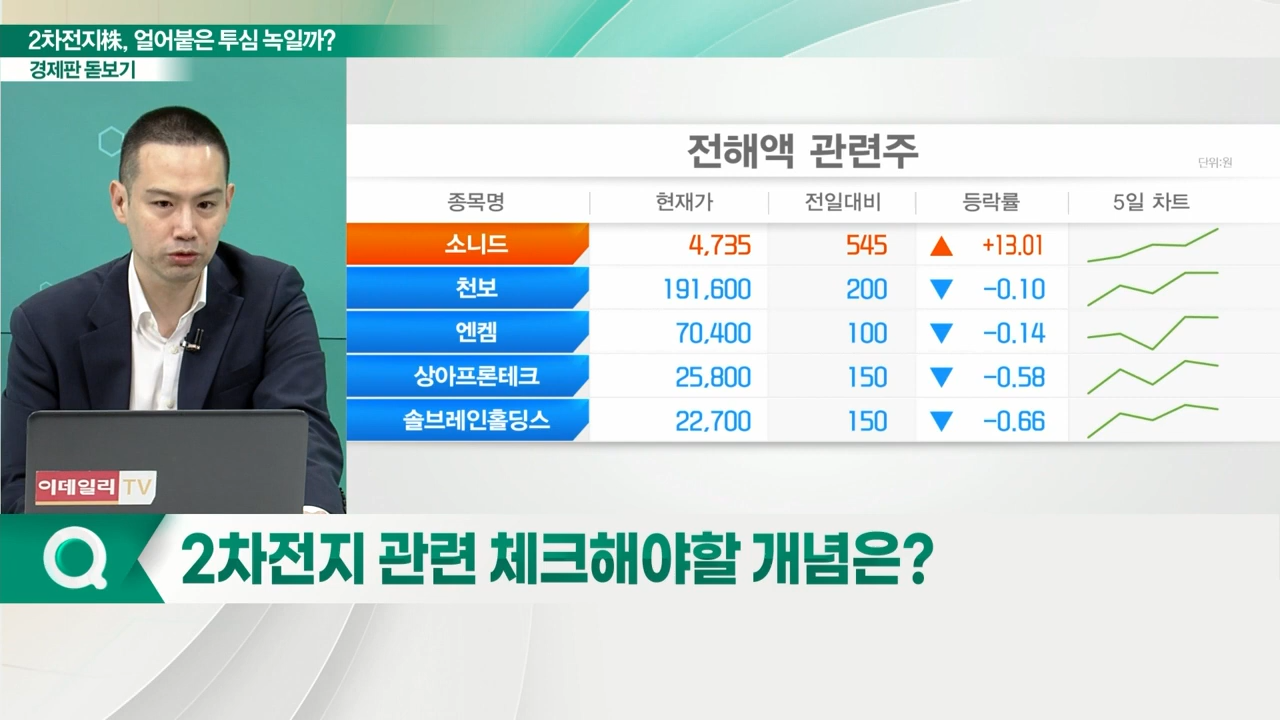 2차전지株, 얼어붙은 투심 녹일까?
경제판 돋보기
전해액 관련주
단위:원
종목명 현재가 전일대비 등락률 5일 차트
소니드 4,735 545 ▲ +13.01
천보 191,600 200 ▼ -0.10
엔켐 70,400 100 ▼ -0.14
상아프론테크 25,800 150 ▼ -0.58
솔브레인홀딩스 22,700 150 ▼ -0.66
이데일리TV
Q 2차전지 관련 체크해야할 개념은?